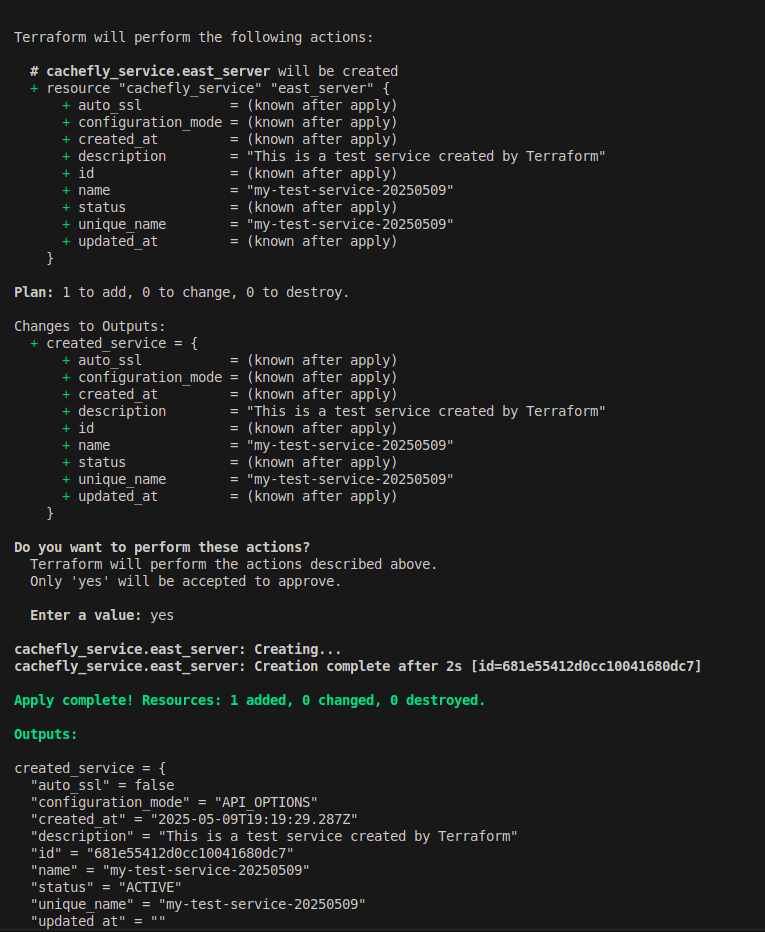 Terraform will perform the following actions:
# cachefly_service.east_server will be created
+ resource "cachefly_service" "east_server" {
+ auto_ssl = (known after apply)
+ configuration_mode = (known after apply)
+ created_at = (known after apply)
+ description = "This is a test service created by Terraform"
+ id = (known after apply)
+ name = "my-test-service-20250509"
+ status = (known after apply)
+ unique_name = "my-test-service-20250509"
+ updated_at = (known after apply)
}
Plan: 1 to add, 0 to change, 0 to destroy.
Changes to Outputs:
+ created_service = {
+ auto_ssl = (known after apply)
+ configuration_mode = (known after apply)
+ created_at = (known after apply)
+ description = "This is a test service created by Terraform"
+ id = (known after apply)
+ name = "my-test-service-20250509"
+ status = (known after apply)
+ unique_name = "my-test-service-20250509"
+ updated_at = (known after apply)
}
Do you want to perform these actions?
Terraform will perform the actions described above.
Only 'yes' will be accepted to approve.
Enter a value: yes
cachefly_service.east_server: Creating...
cachefly_service.east_server: Creation complete after 2s [id=681e55412d0cc10041680dc7]
Apply complete! Resources: 1 added, 0 changed, 0 destroyed.
Outputs:
created_service = {
"auto_ssl" = false
"configuration_mode" = "API_OPTIONS"
"created_at" = "2025-05-09T19:19:29.287Z"
"description" = "This is a test service created by Terraform"
"id" = "681e55412d0cc10041680dc7"
"name" = "my-test-service-20250509"
"status" = "ACTIVE"
"unique_name" = "my-test-service-20250509"
"updated_at" = ""